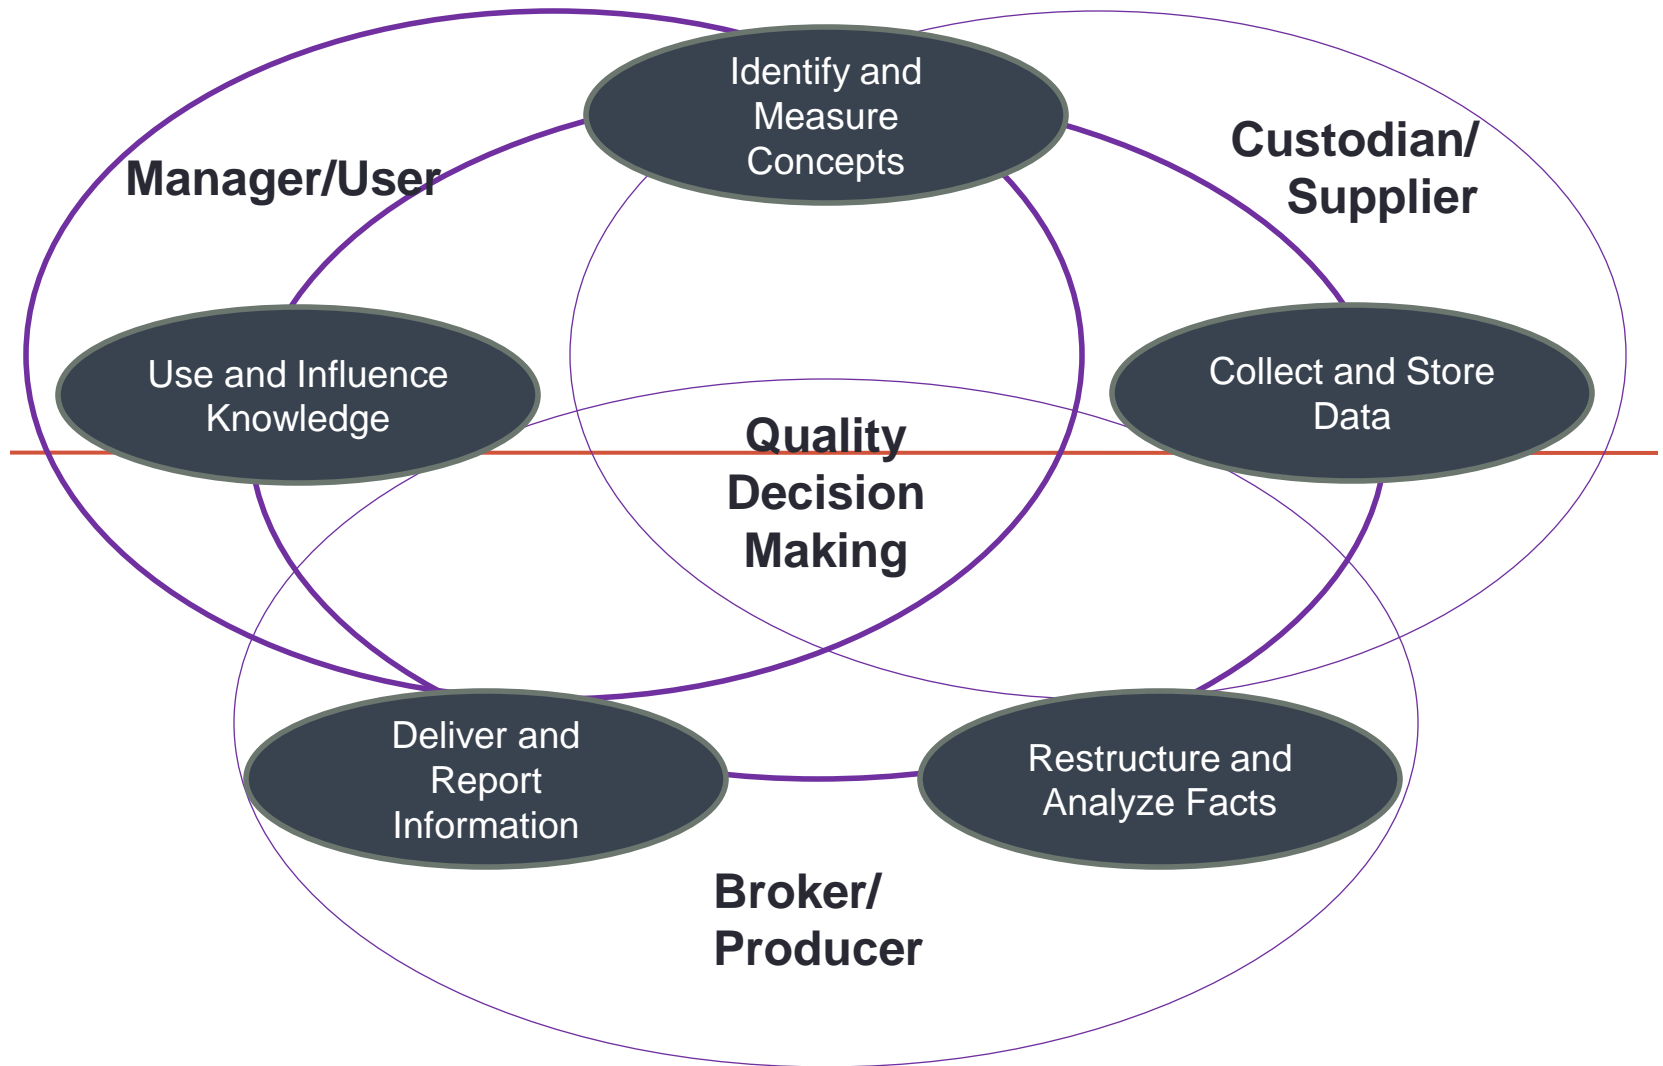 Identify and
Measure
Concepts
Manager/User
Custodian/
Supplier
Use and Influence
Knowledge
Collect and Store
Data
Quality
Decision
Making
Deliver and
Report
Information
Restructure and
Analyze Facts
Broker/
Producer